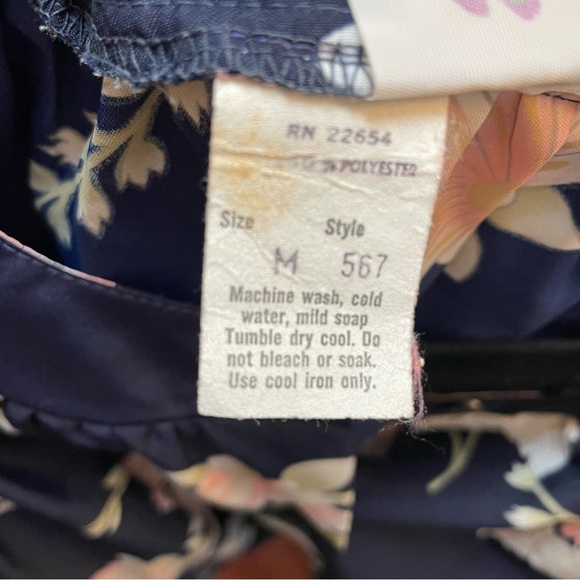 RN 22654
% POLYESTER
Size Style
M 567
Machine wash, cold
water, mild soap
Tumble dry cool. Do
not bleach or soak.
Use cool iron only.